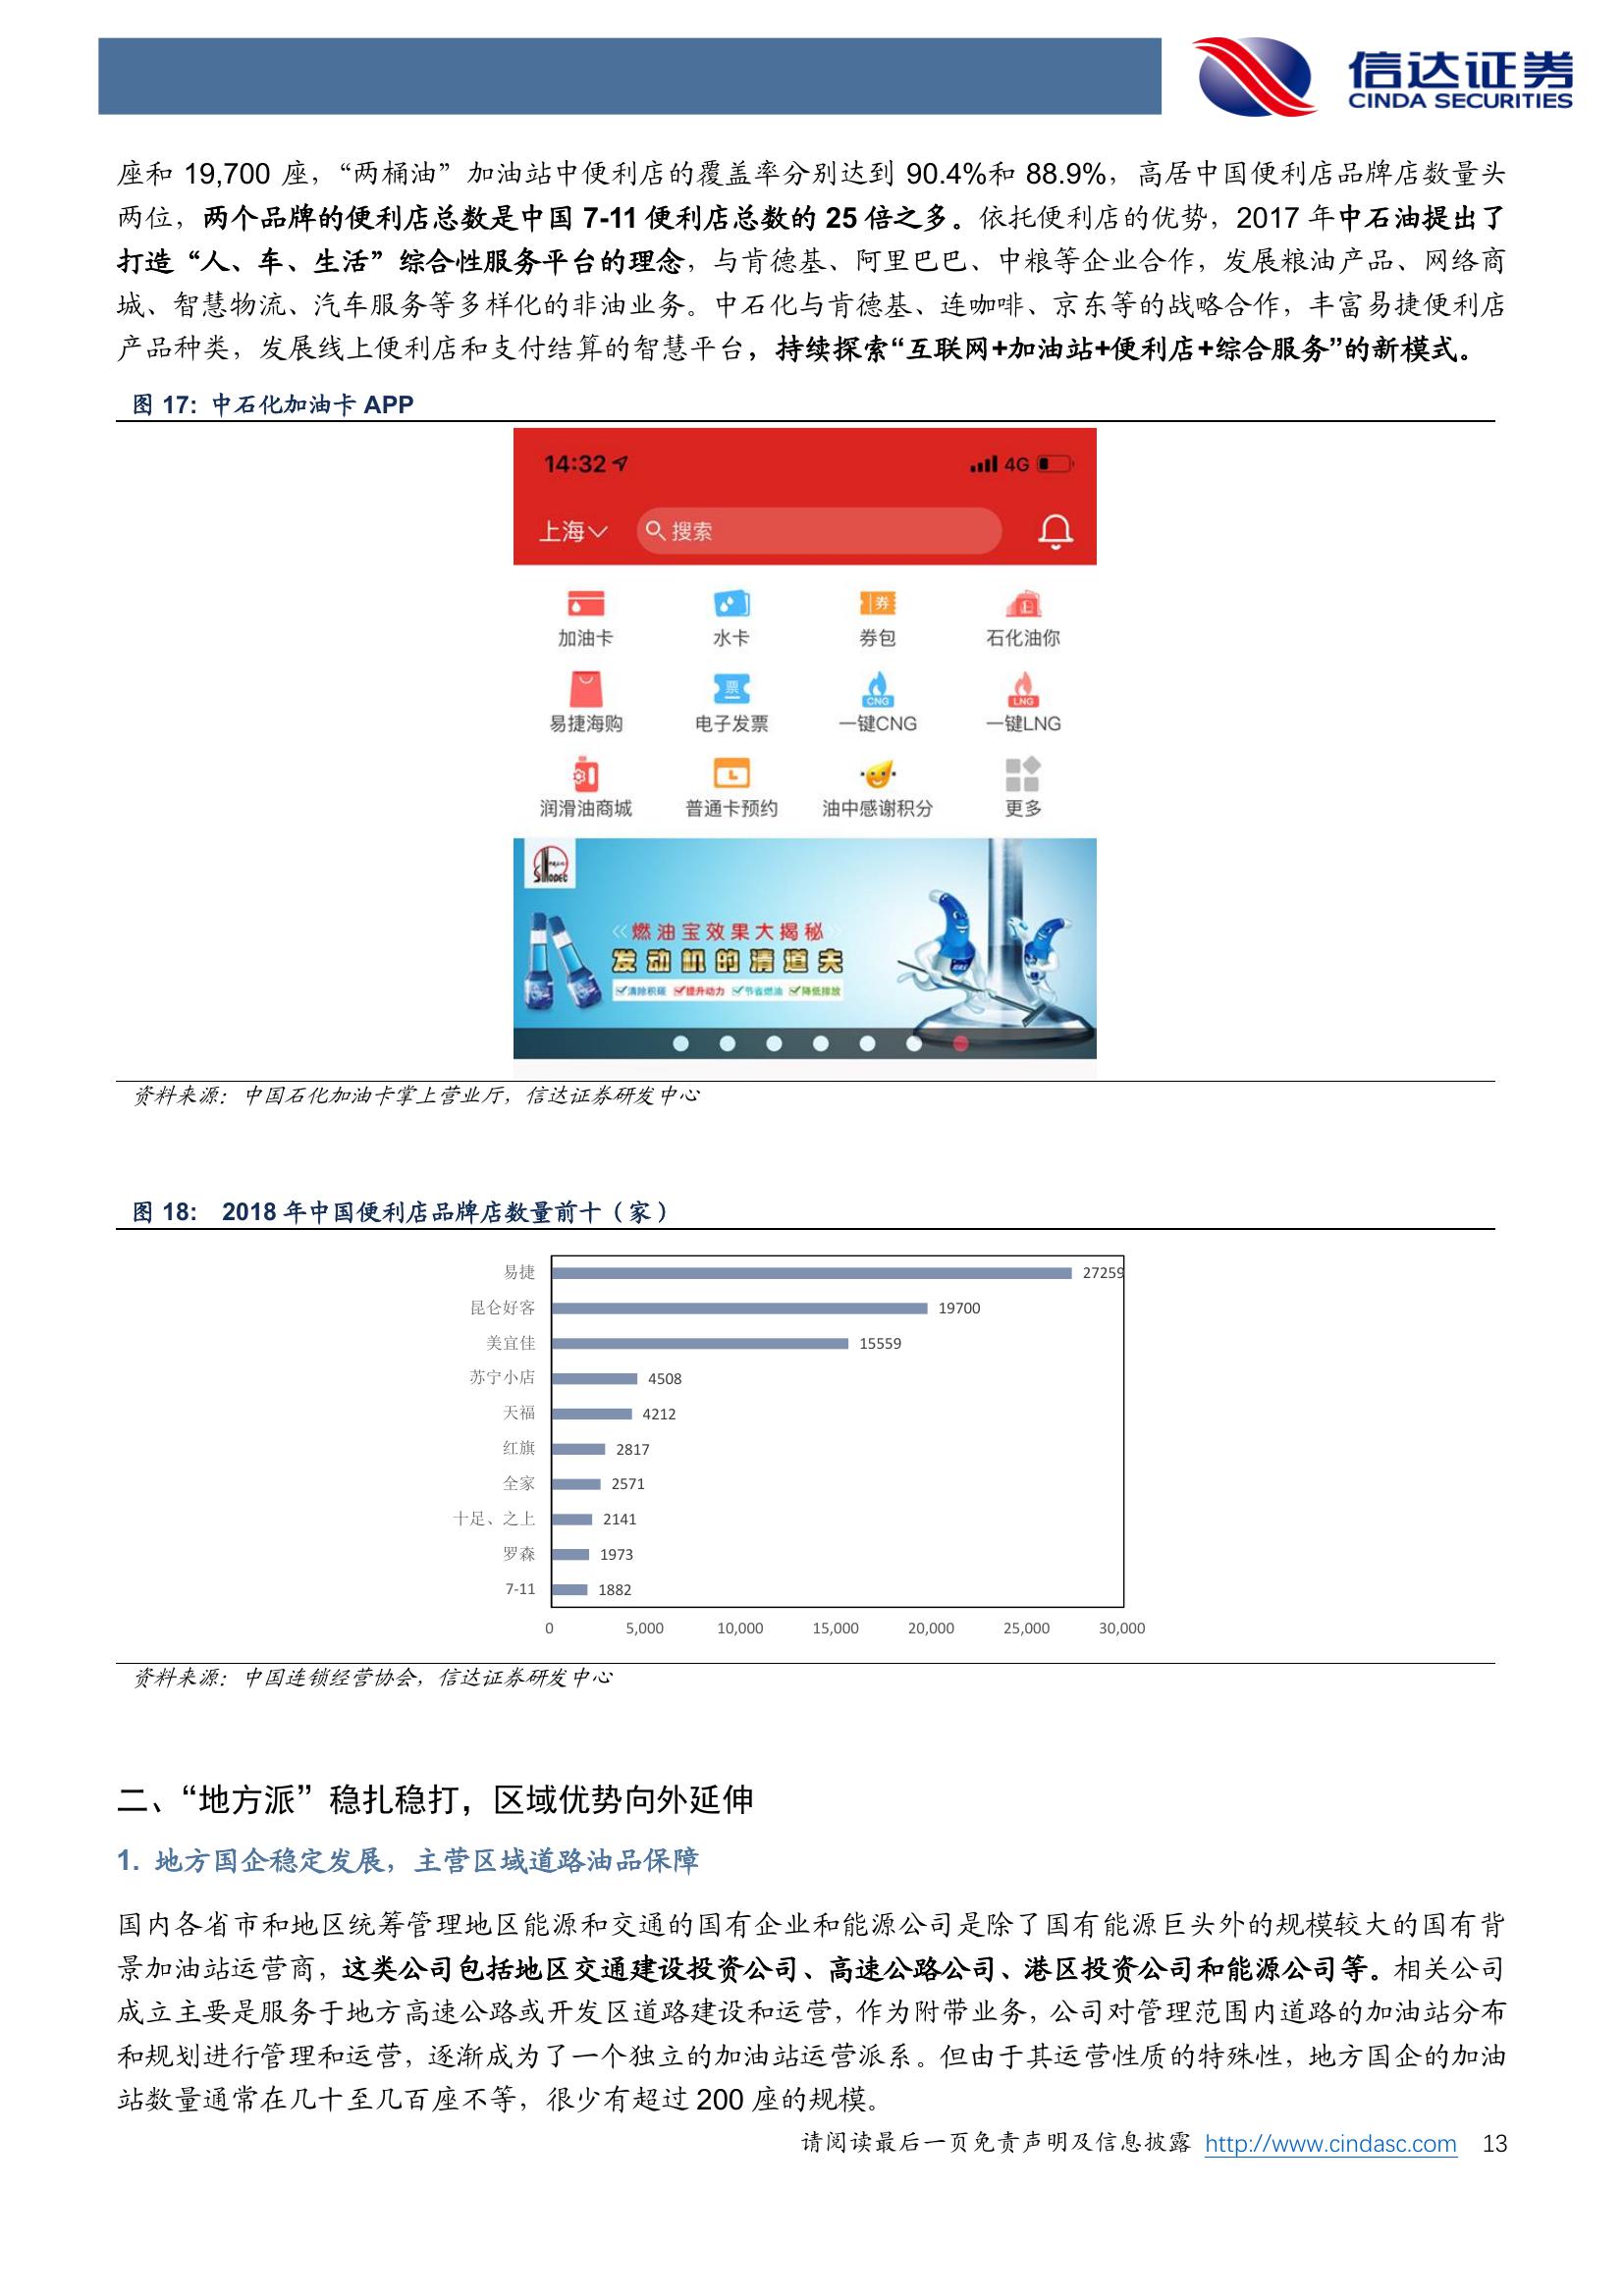 信达证券
CINDA SECURITIES
座和 19,700 座，“两桶油”加油站中便利店的覆盖率分别达到 90.4%和 88.9%，高居中国便利店品牌店数量头
两位，两个品牌的便利店总数是中国 7-11 便利店总数的 25 倍之多。依托便利店的优势，2017 年中石油提出了
打造“人、车、生活”综合性服务平台的理念，与肯德基、阿里巴巴、中粮等企业合作，发展粮油产品、网络商
城、智慧物流、汽车服务等多样化的非油业务。中石化与肯德基、连咖啡、京东等的战略合作，丰富易捷便利店
产品种类，发展线上便利店和支付结算的智慧平台，持续探索“互联网+加油站+便利店+综合服务”的新模式。
图 17：中石化加油卡 APP
14:32 4G
上海 搜索
券
加油卡 水卡 券包 石化油你
票 CNG LNG
易捷海购 电子发票 一键CNG 一键LNG
润滑油商城 普通卡预约 油中感谢积分 更多
SINOPEC
《燃油宝效果大揭秘》
发动机的清道夫
清除积碳 提升动力 节省燃油 降低排放
资料来源：中国石化加油卡掌上营业厅，信达证券研发中心
图 18： 2018 年中国便利店品牌店数量前十（家）
易捷 27259
昆仑好客 19700
美宜佳 15559
苏宁小店 4508
天福 4212
红旗 2817
全家 2571
十足、之上 2141
罗森 1973
7-11 1882
0 5,000 10,000 15,000 20,000 25,000 30,000
资料来源：中国连锁经营协会，信达证券研发中心
二、“地方派”稳扎稳打，区域优势向外延伸
1. 地方国企稳定发展，主营区域道路油品保障
国内各省市和地区统筹管理地区能源和交通的国有企业和能源公司是除了国有能源巨头外的规模较大的国有背
景加油站运营商，这类公司包括地区交通建设投资公司、高速公路公司、港区投资公司和能源公司等。相关公司
成立主要是服务于地方高速公路或开发区道路建设和运营，作为附带业务，公司对管理范围内道路的加油站分布
和规划进行管理和运营，逐渐成为了一个独立的加油站运营派系。但由于其运营性质的特殊性，地方国企的加油
站数量通常在几十至几百座不等，很少有超过 200 座的规模。
请阅读最后一页免责声明及信息披露 http://www.cindasc.com 13